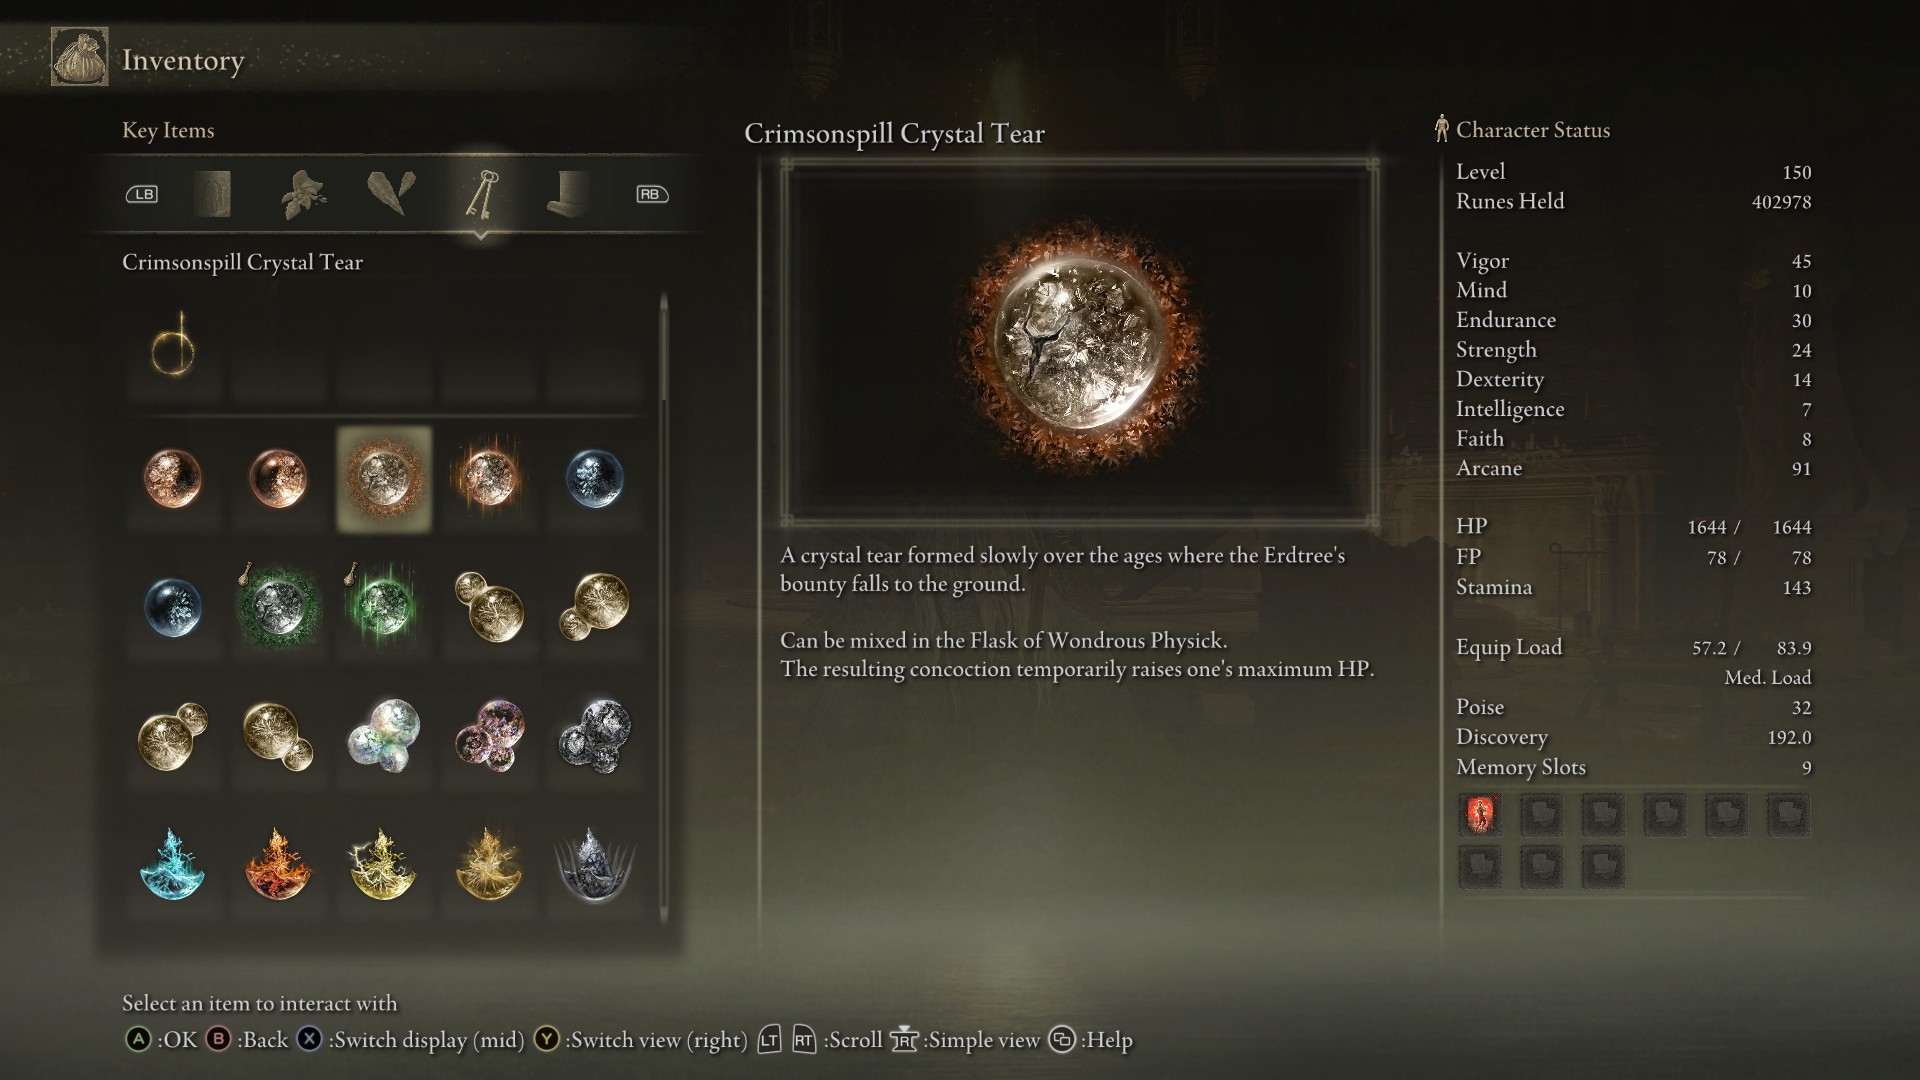 Inventory
Key Items
LB
RB
Crimsonspill Crystal Tear
Crimsonspill Crystal Tear
A crystal tear formed slowly over the ages where the Erdtree's
bounty falls to the ground.
Can be mixed in the Flask of Wondrous Physick.
The resulting concoction temporarily raises one's maximum HP.
Character Status
Level 150
Runes Held 402978
Vigor 45
Mind 10
Endurance 30
Strength 24
Dexterity 14
Intelligence 7
Faith 8
Arcane 91
HP 1644 / 1644
FP 78 / 78
Stamina 143
Equip Load 57.2 / 83.9
Med. Load
Poise 32
Discovery 192.0
Memory Slots 9
Select an item to interact with
A :OK B :Back X :Switch display (mid) Y :Switch view (right) LT RT :Scroll R :Simple view :Help